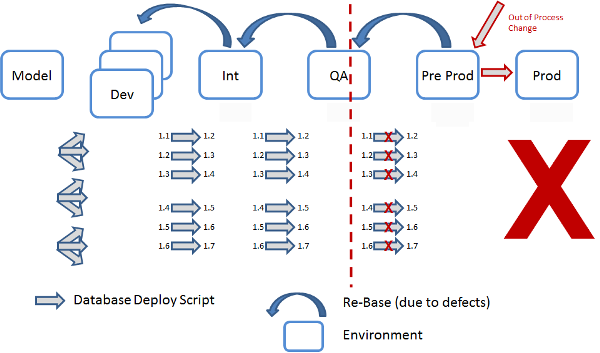 Out of Process
Change
Model
Dev
Int
QA
Pre Prod
Prod
1.1 1.2 1.1 1.2 1.1 X 1.2
1.2 1.3 1.2 1.3 1.2 X 1.3
1.3 1.4 1.3 1.4 1.3 X 1.4
1.4 1.5 1.4 1.5 1.4 X 1.5
1.5 1.6 1.5 1.6 1.5 X 1.6
1.6 1.7 1.6 1.7 1.6 X 1.7
X
Database Deploy Script
Re-Base (due to defects)
Environment